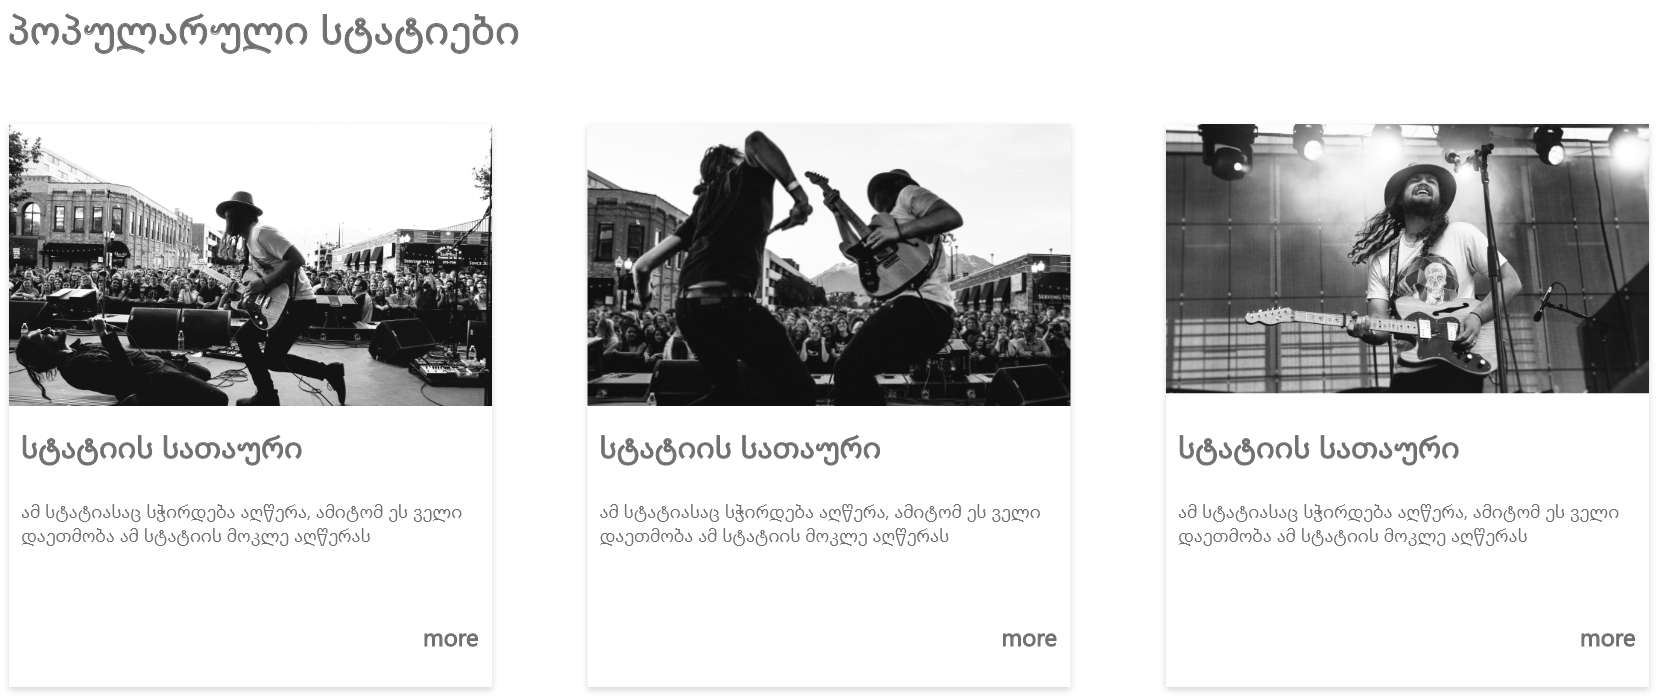 პოპულარული სტატიები
სტატიის სათაური
ამ სტატიასაც სჭირდება აღწერა, ამიტომ ეს ველი
დაეთმობა ამ სტატიის მოკლე აღწერას
more
სტატიის სათაური
ამ სტატიასაც სჭირდება აღწერა, ამიტომ ეს ველი
დაეთმობა ამ სტატიის მოკლე აღწერას
more
სტატიის სათაური
ამ სტატიასაც სჭირდება აღწერა, ამიტომ ეს ველი
დაეთმობა ამ სტატიის მოკლე აღწერას
more